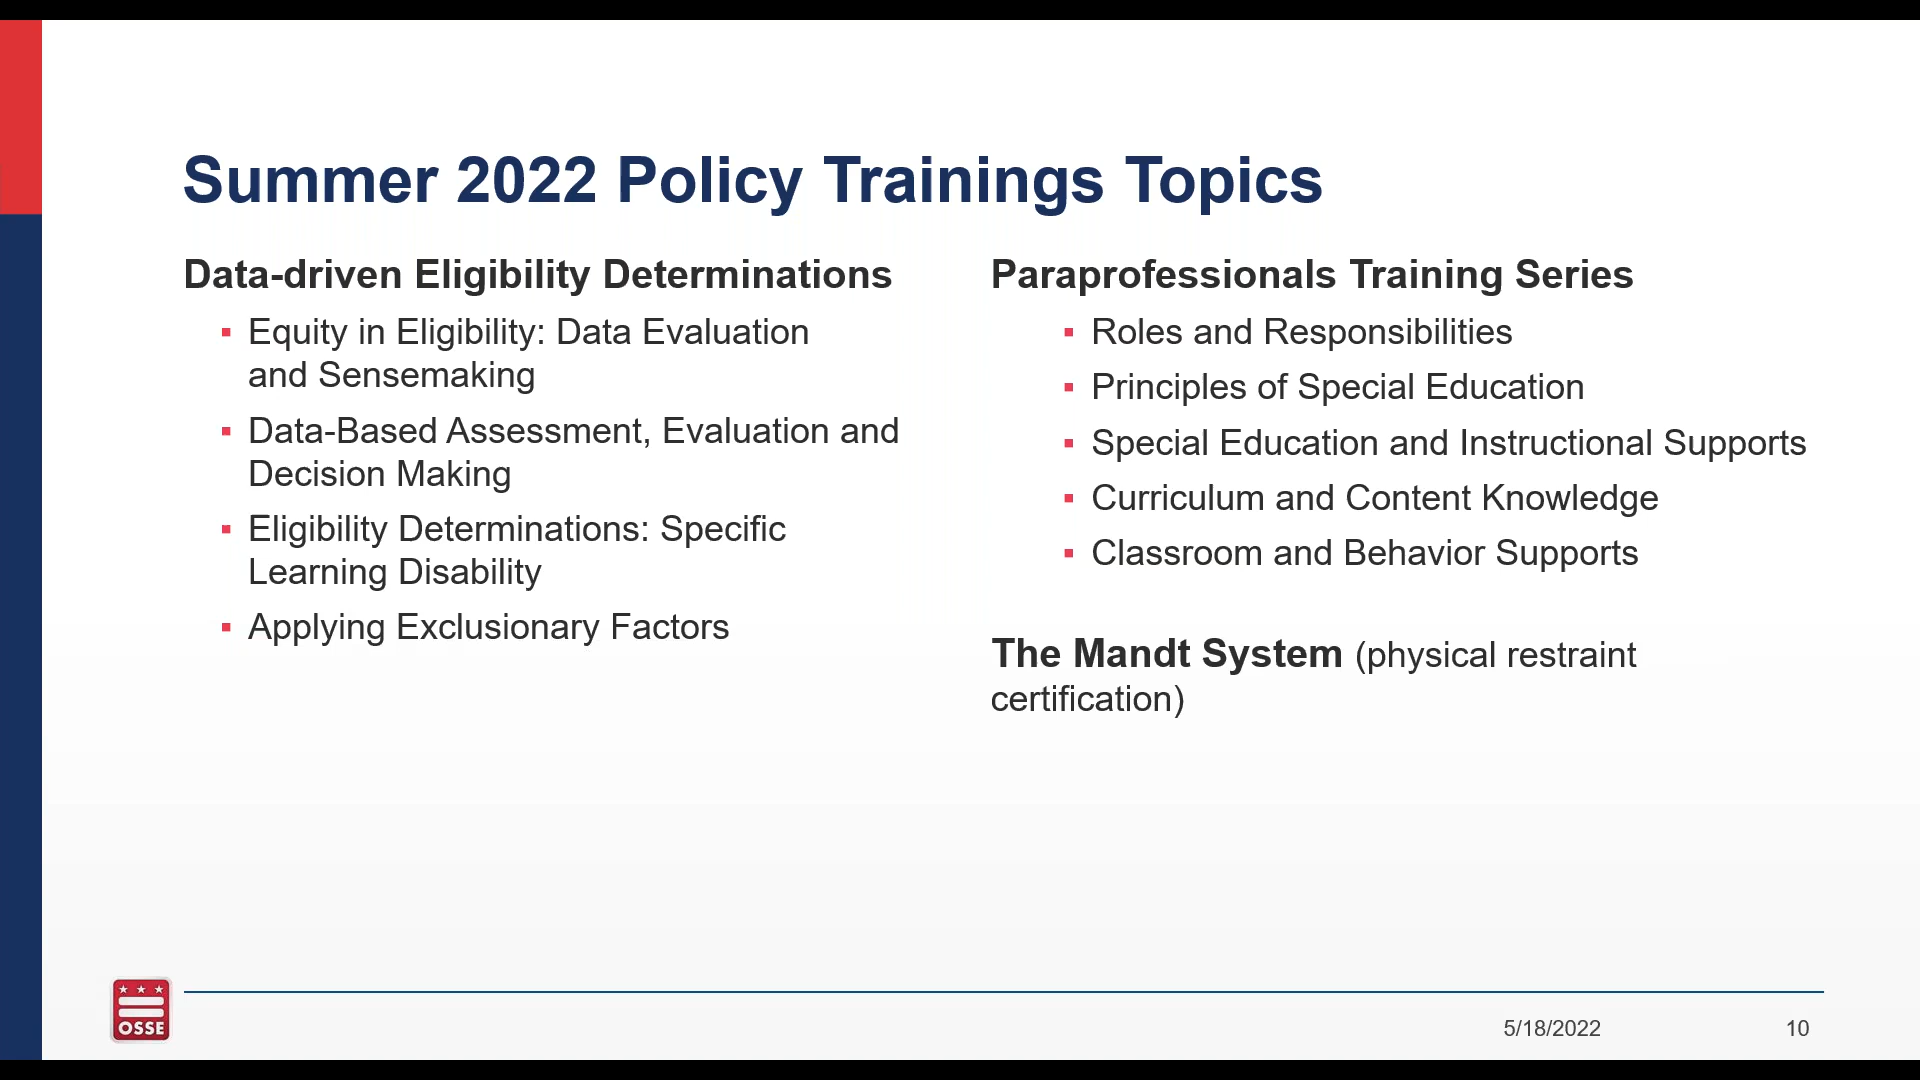 Summer 2022 Policy Trainings Topics
Data-driven Eligibility Determinations
▪ Equity in Eligibility: Data Evaluation
and Sensemaking
▪ Data-Based Assessment, Evaluation and
Decision Making
▪ Eligibility Determinations: Specific
Learning Disability
▪ Applying Exclusionary Factors
Paraprofessionals Training Series
▪ Roles and Responsibilities
▪ Principles of Special Education
▪ Special Education and Instructional Supports
▪ Curriculum and Content Knowledge
▪ Classroom and Behavior Supports
The Mandt System (physical restraint
certification)
OSSE
5/18/2022
10